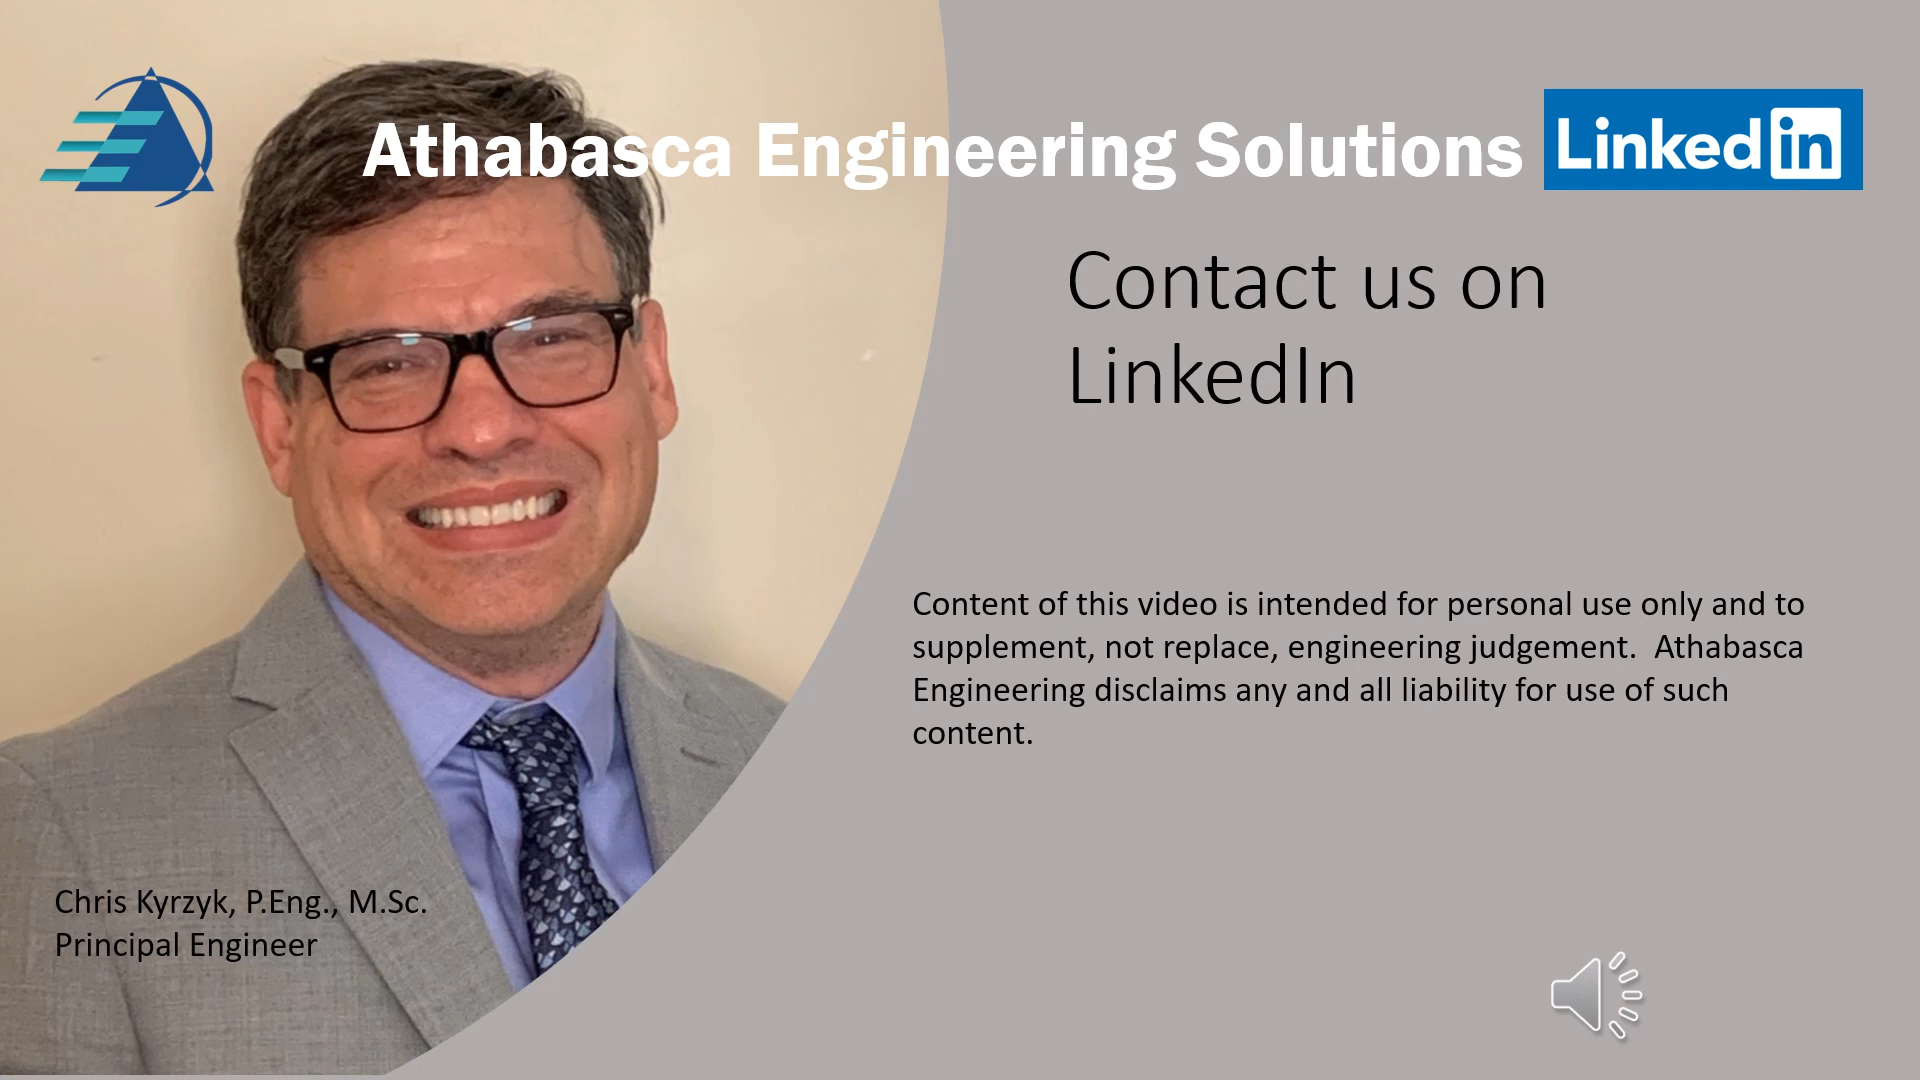 Athabasca Engineering Solutions LinkedIn
Contact us on
LinkedIn
Content of this video is intended for personal use only and to
supplement, not replace, engineering judgement.  Athabasca
Engineering disclaims any and all liability for use of such
content.
Chris Kyrzyk, P.Eng., M.Sc.
Principal Engineer